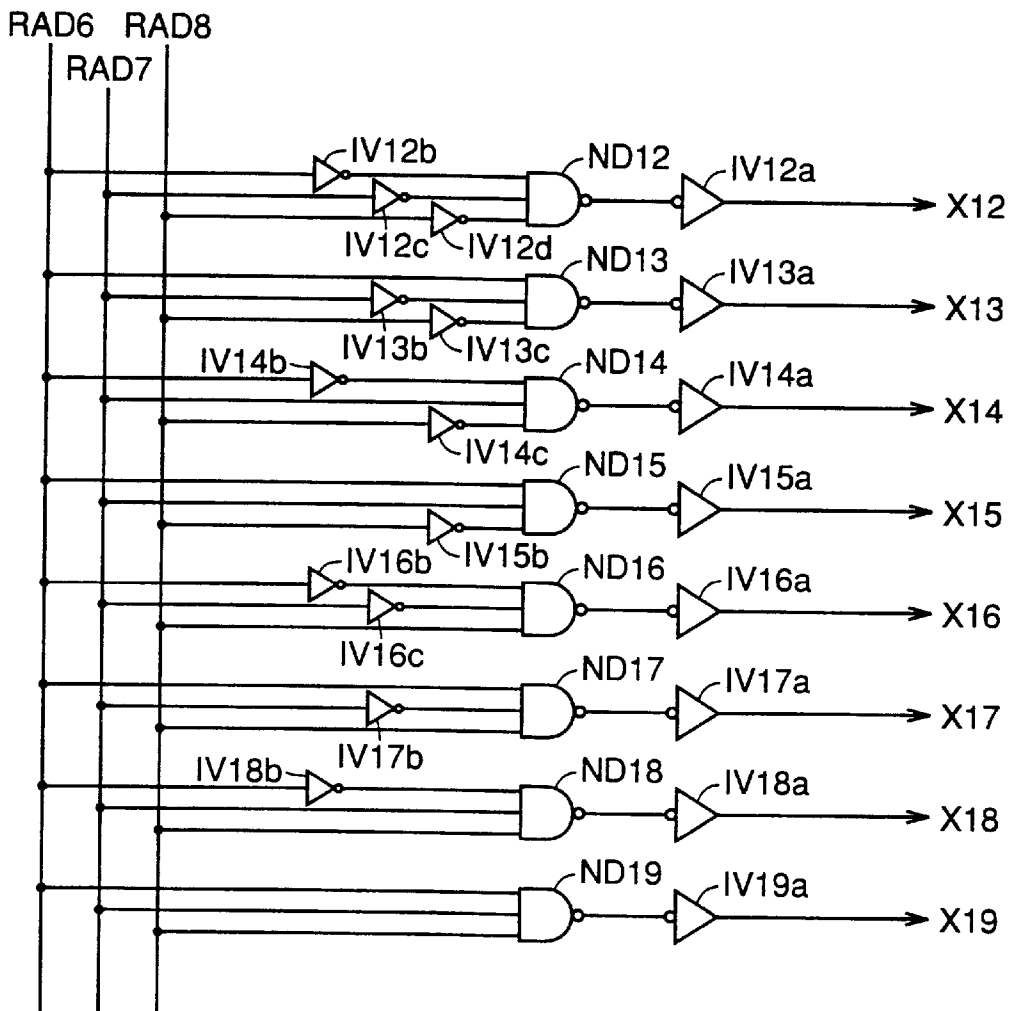 RAD6 RAD8
RAD7
IV12b ND12 IV12a
X12
IV12c IV12d
ND13 IV13a
X13
IV13b IV13c
IV14b ND14 IV14a
X14
IV14c
ND15 IV15a
X15
IV15b
IV16b ND16 IV16a
X16
IV16c
ND17 IV17a
X17
IV17b
IV18b ND18 IV18a
X18
ND19 IV19a
X19